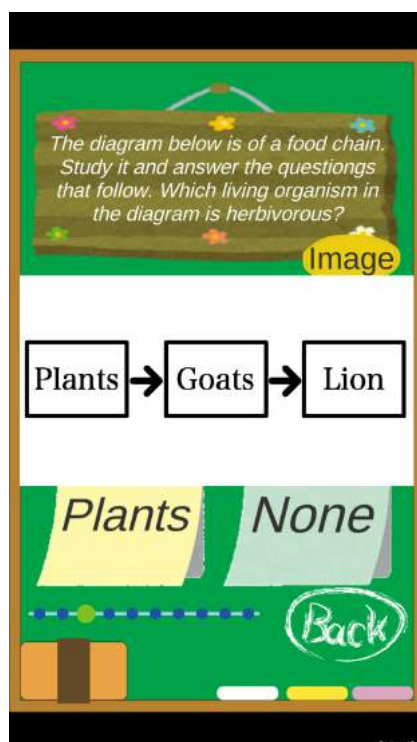 The diagram below is of a food chain.
Study it and answer the questiongs
that follow. Which living organism in
the diagram is herbivorous?
Image
Plants Goats Lion
Plants None
Back